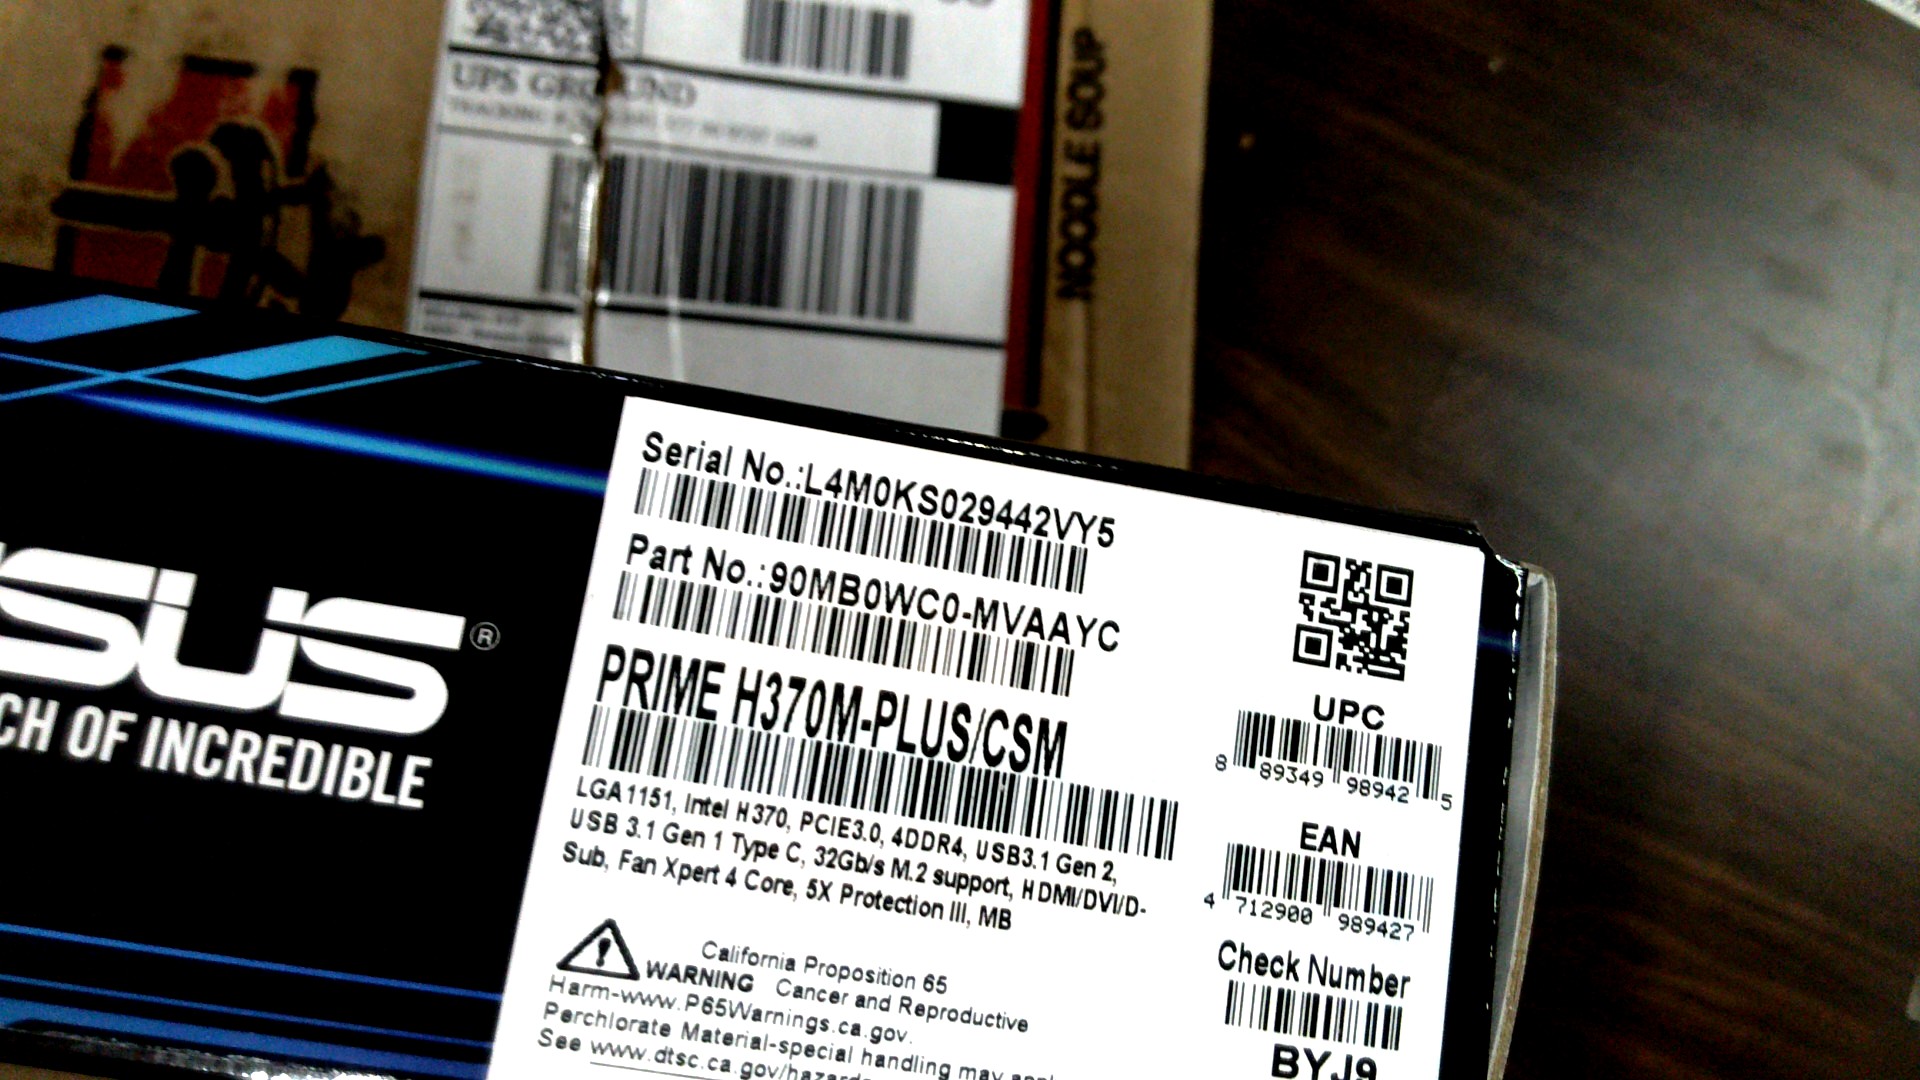 UPS GROUND
NOODLE SOUP
Serial No.:L4M0KS029442VY5
Part No.:90MB0WC0-MVAAYC
PRIME H370M-PLUS/CSM
LGA1151, Intel H370, PCIE3.0, 4DDR4, USB3.1 Gen 2,
USB 3.1 Gen 1 Type C, 32Gb/s M.2 support, HDMI/DVI/D-
Sub, Fan Xpert 4 Core, 5X Protection III, MB
California Proposition 65
WARNING Cancer and Reproductive
Harm-www.P65Warnings.ca.gov.
Perchlorate Material-special handling may
See www.dtsc.ca.gov/hazard
UPC
8 89349 98942 5
EAN
4 712900 989427
Check Number
BYJ9
SUS ®
CH OF INCREDIBLE